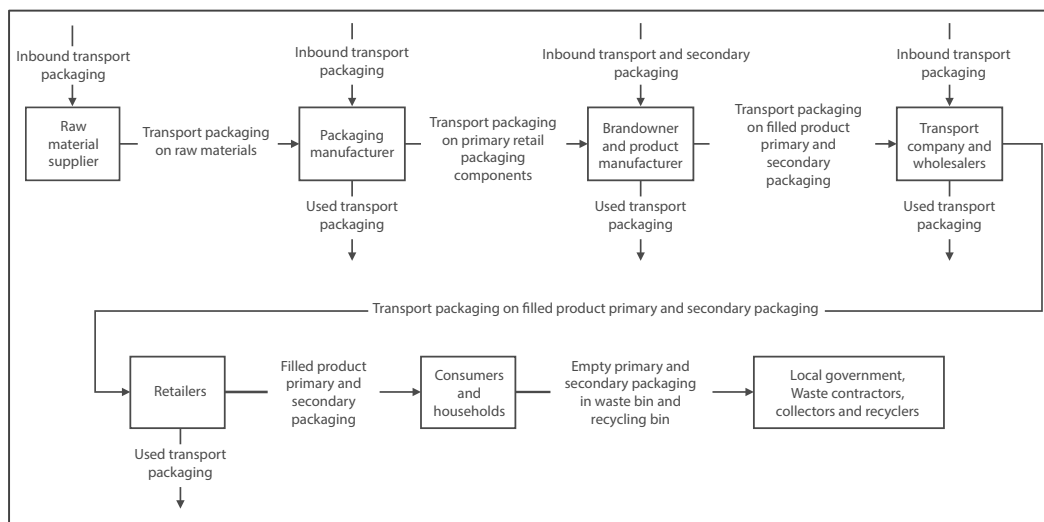 Inbound transport
packaging
Inbound transport
packaging
Inbound transport and secondary
packaging
Inbound transport
packaging
Raw
material
supplier
Transport packaging
on raw materials
Packaging
manufacturer
Transport packaging
on primary retail
packaging
components
Brandowner
and product
manufacturer
Transport packaging
on filled product
primary and
secondary
packaging
Transport
company and
wholesalers
Used transport
packaging
Used transport
packaging
Used transport
packaging
Transport packaging on filled product primary and secondary packaging
Retailers
Filled product
primary and
secondary
packaging
Consumers
and
households
Empty primary and
secondary packaging
in waste bin and
recycling bin
Local government,
Waste contractors,
collectors and recyclers
Used transport
packaging